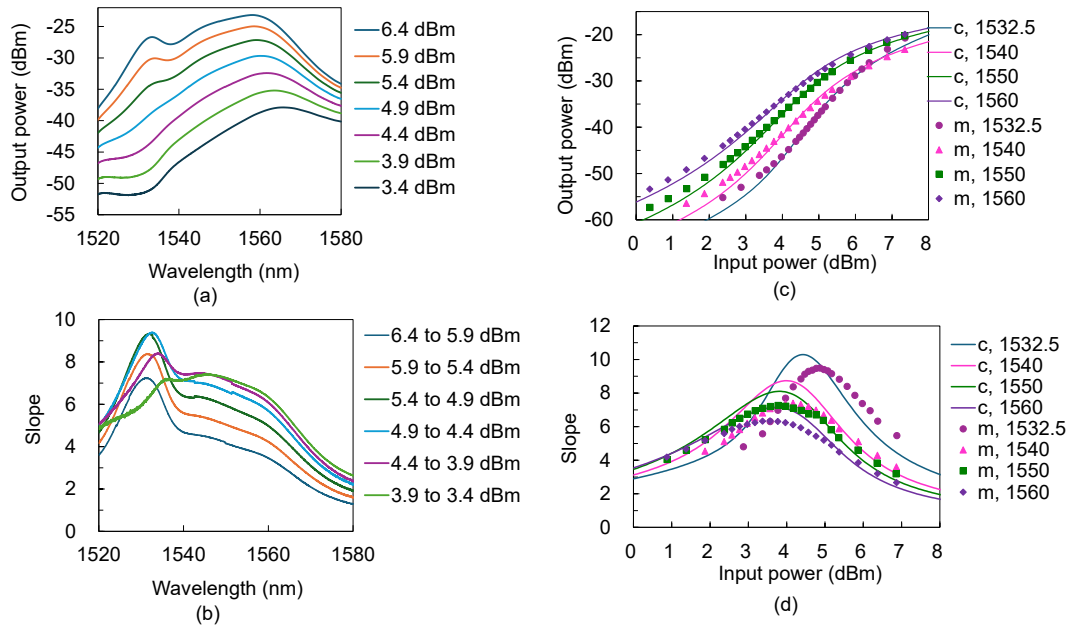 Output power (dBm)
-25
-30
-35
-40
-45
-50
-55
1520
1540
1560
1580
Wavelength (nm)
(a)
6.4 dBm
5.9 dBm
5.4 dBm
4.9 dBm
4.4 dBm
3.9 dBm
3.4 dBm
Output power (dBm)
-20
-30
-40
-50
-60
0 1 2 3 4 5 6 7 8
Input power (dBm)
(c)
c, 1532.5
c, 1540
c, 1550
c, 1560
m, 1532.5
m, 1540
m, 1550
m, 1560
Slope
10
8
6
4
2
0
1520
1540
1560
1580
Wavelength (nm)
(b)
6.4 to 5.9 dBm
5.9 to 5.4 dBm
5.4 to 4.9 dBm
4.9 to 4.4 dBm
4.4 to 3.9 dBm
3.9 to 3.4 dBm
Slope
12
10
8
6
4
2
0
0 1 2 3 4 5 6 7 8
Input power (dBm)
(d)
c, 1532.5
c, 1540
c, 1550
c, 1560
m, 1532.5
m, 1540
m, 1550
m, 1560